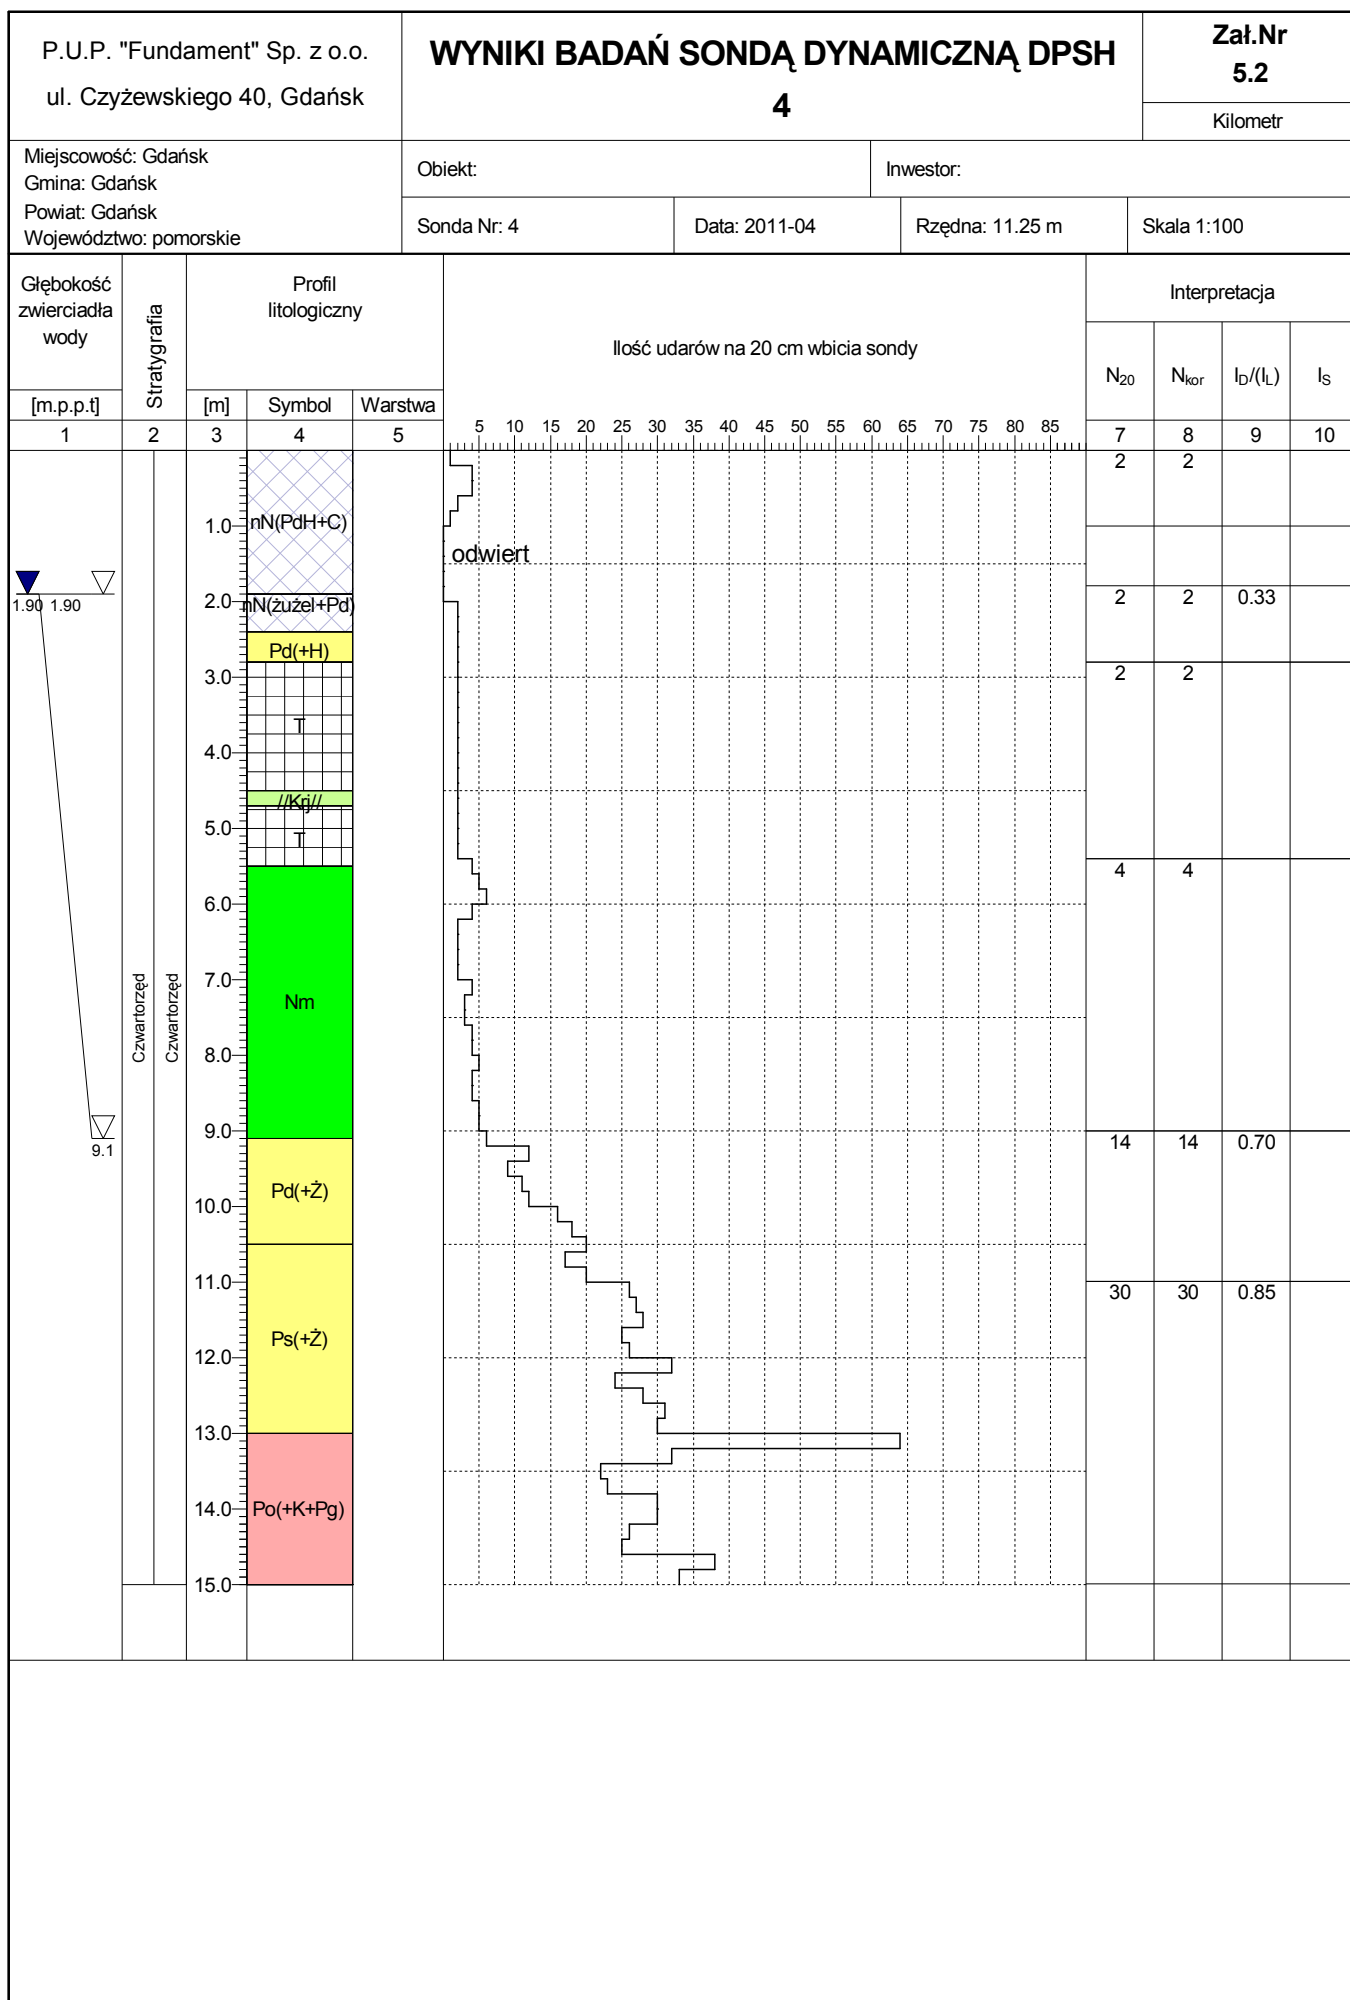 P.U.P. "Fundament" Sp. z o.o.
ul. Czyżewskiego 40, Gdańsk
WYNIKI BADAŃ SONDĄ DYNAMICZNĄ DPSH
4
Zał.Nr
5.2
Kilometr
Miejscowość: Gdańsk
Gmina: Gdańsk
Powiat: Gdańsk
Województwo: pomorskie
Obiekt:
Inwestor:
Sonda Nr: 4
Data: 2011-04
Rzędna: 11.25 m
Skala 1:100
Głębokość
zwierciadła
wody
[m.p.p.t]
Stratygrafia
Profil
litologiczny
[m] Symbol Warstwa
Ilość udarów na 20 cm wbicia sondy
Interpretacja
N20 Nkor ID/(IL) IS
5 10 15 20 25 30 35 40 45 50 55 60 65 70 75 80 85
1 2 3 4 5 7 8 9 10
2 2
nN(PdH+C)
1.0
odwiert
1.90 1.90
2.0
nN(żużel+Pd)
2 2 0.33
Pd(+H)
3.0
2 2
T
4.0
//Krj//
5.0
T
4 4
6.0
7.0
Nm
Czwartorzęd
Czwartorzęd
8.0
9.0
9.1
14 14 0.70
Pd(+Ż)
10.0
11.0
30 30 0.85
Ps(+Ż)
12.0
13.0
14.0
Po(+K+Pg)
15.0